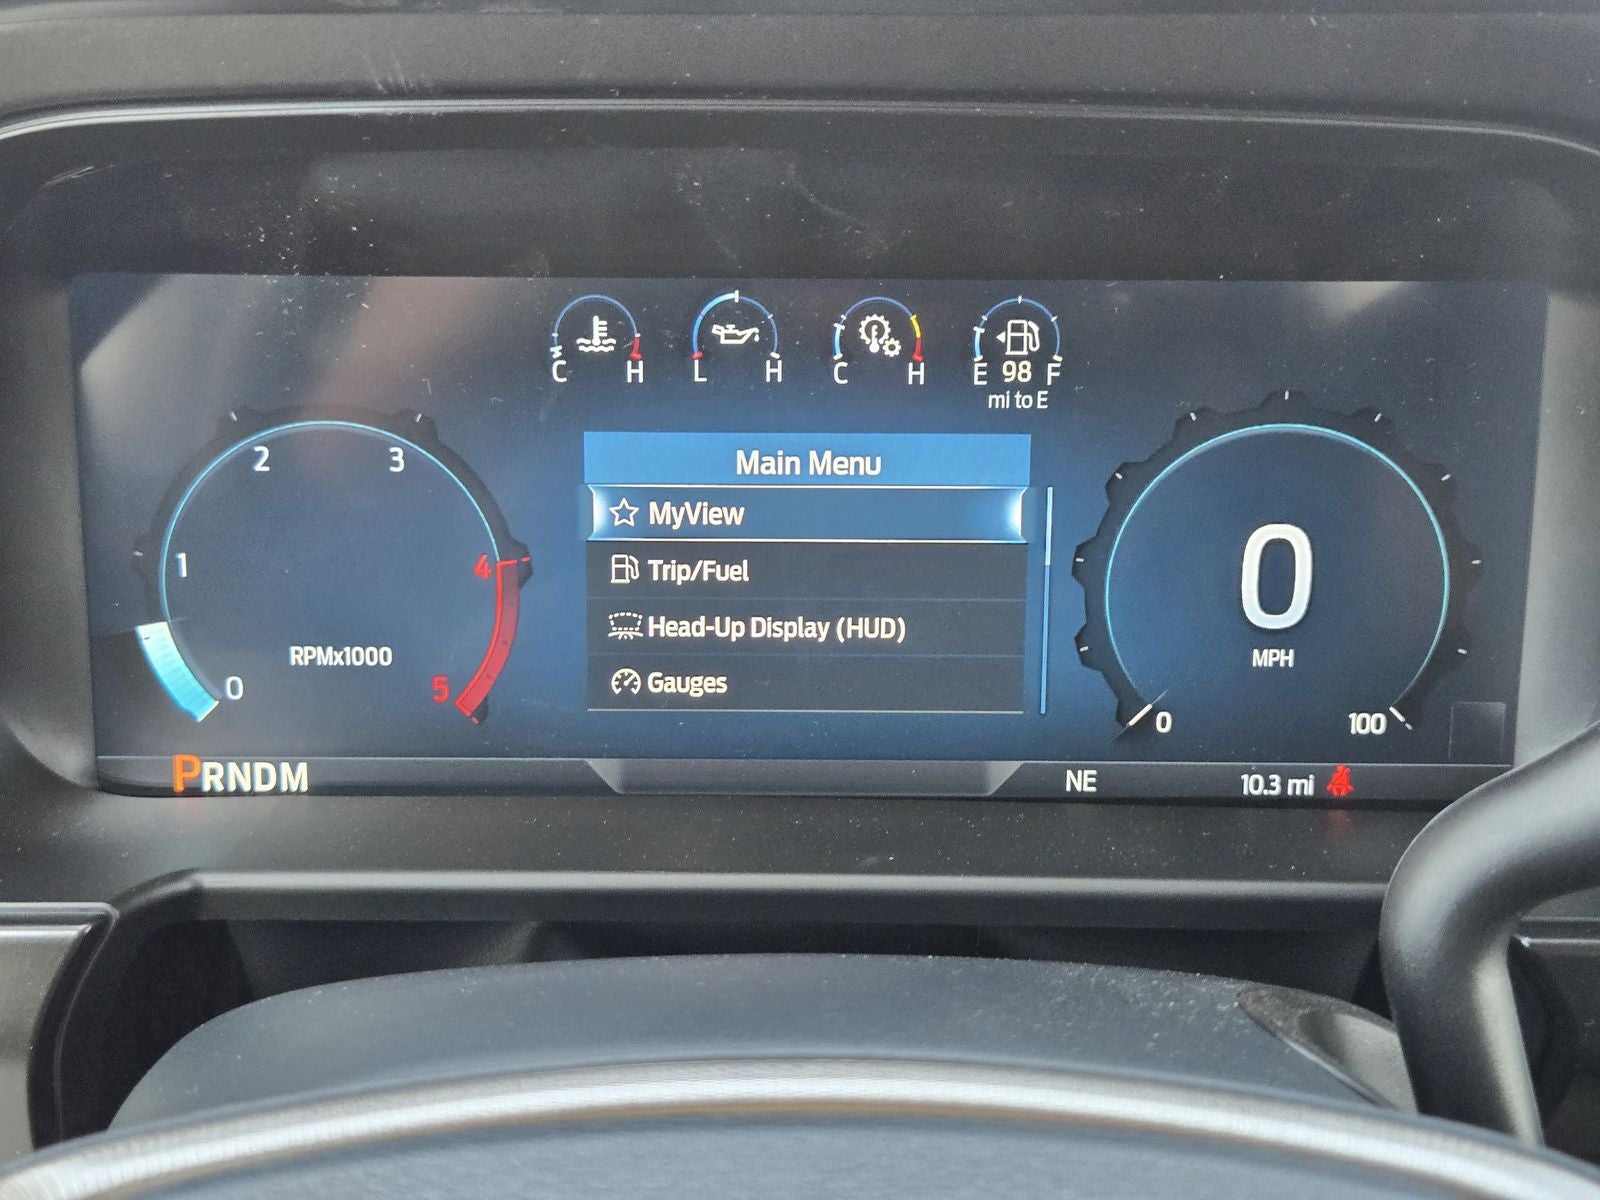 C H L H C H E 98 F
mi to E
2 3
1 4
0 5
RPMx1000
Main Menu
MyView
Trip/Fuel
Head-Up Display (HUD)
Gauges
0
MPH
0 100
PRNDM
NE
10.3 mi